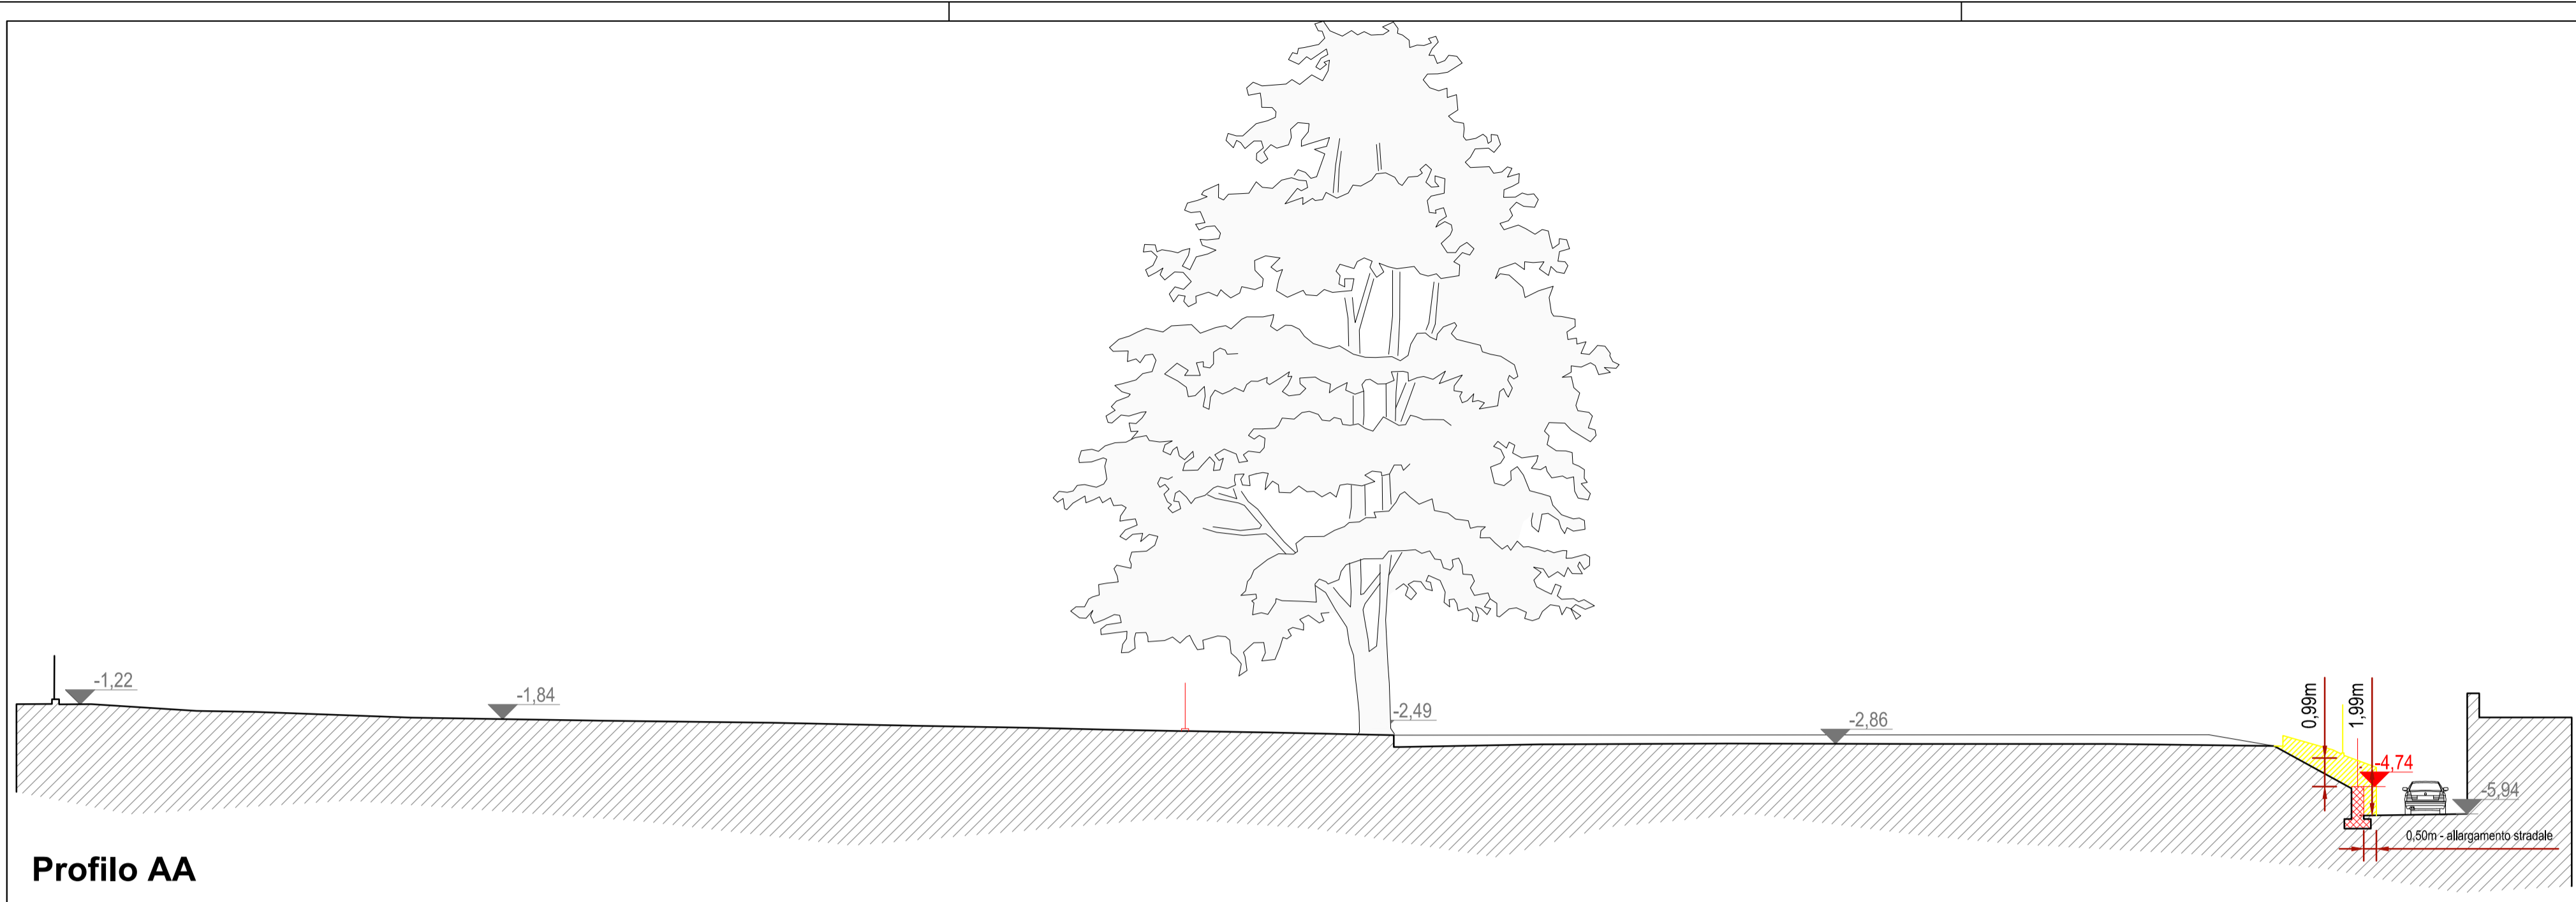 -1,22
-1,84
-2,49
-2,86
0,99m
1,99m
-4,74
-5,94
0,50m - allargamento stradale
Profilo AA